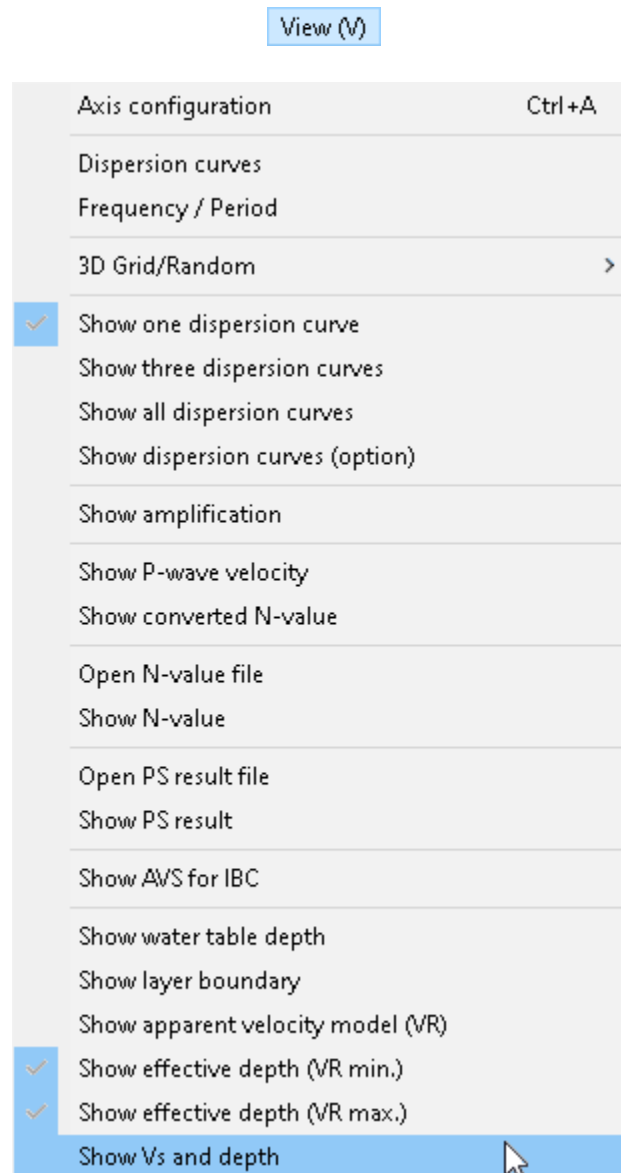 View (V)
Axis configuration Ctrl+A
Dispersion curves
Frequency / Period
3D Grid/Random
Show one dispersion curve
Show three dispersion curves
Show all dispersion curves
Show dispersion curves (option)
Show amplification
Show P-wave velocity
Show converted N-value
Open N-value file
Show N-value
Open PS result file
Show PS result
Show AVS for IBC
Show water table depth
Show layer boundary
Show apparent velocity model (VR)
Show effective depth (VR min.)
Show effective depth (VR max.)
Show Vs and depth